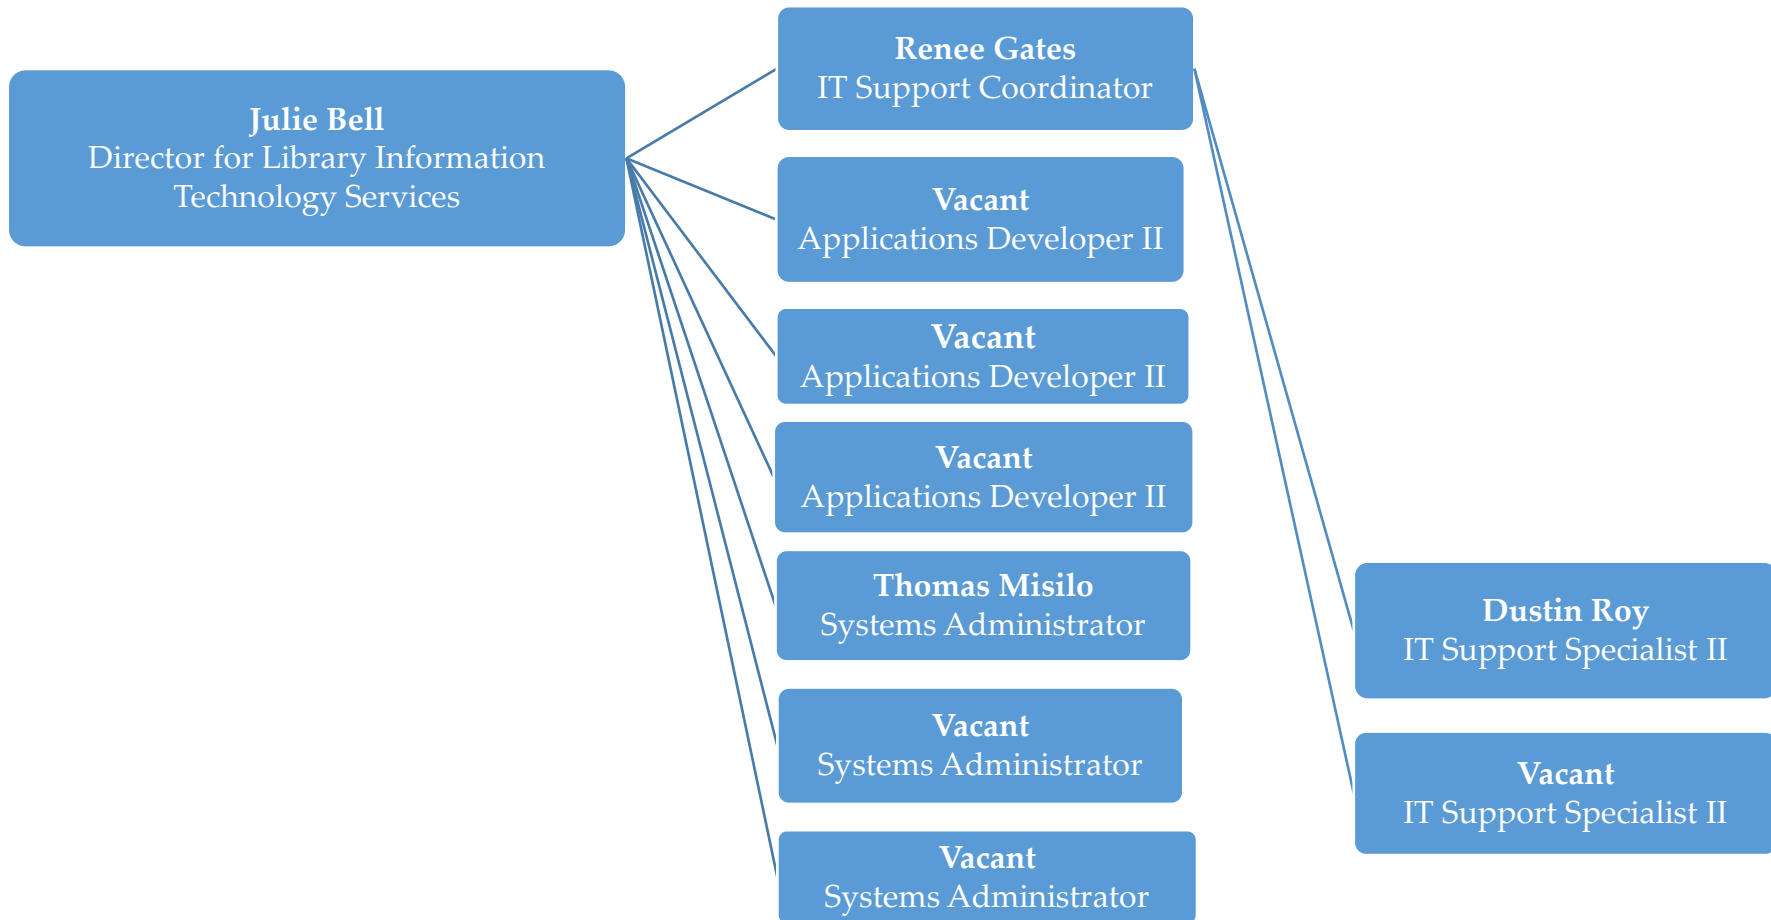 Julie Bell
Director for Library Information
Technology Services
Renee Gates
IT Support Coordinator
Vacant
Applications Developer II
Vacant
Applications Developer II
Vacant
Applications Developer II
Thomas Misilo
Systems Administrator
Vacant
Systems Administrator
Vacant
Systems Administrator
Dustin Roy
IT Support Specialist II
Vacant
IT Support Specialist II